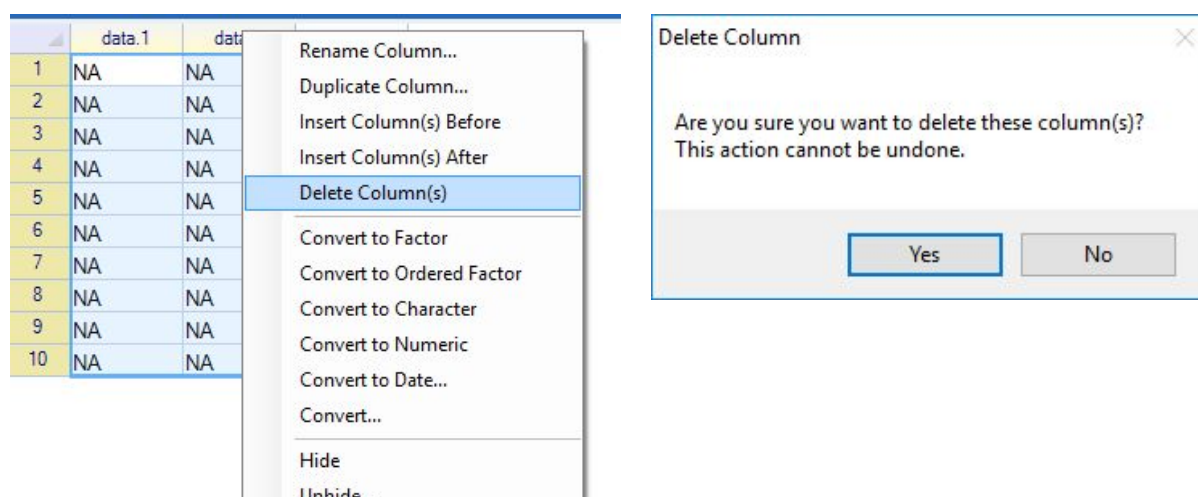 data.1 data
1 NA NA
2 NA NA
3 NA NA
4 NA NA
5 NA NA
6 NA NA
7 NA NA
8 NA NA
9 NA NA
10 NA NA
Rename Column...
Duplicate Column...
Insert Column(s) Before
Insert Column(s) After
Delete Column(s)
Convert to Factor
Convert to Ordered Factor
Convert to Character
Convert to Numeric
Convert to Date...
Convert...
Hide
Unhide...
Delete Column
Are you sure you want to delete these column(s)?
This action cannot be undone.
Yes No